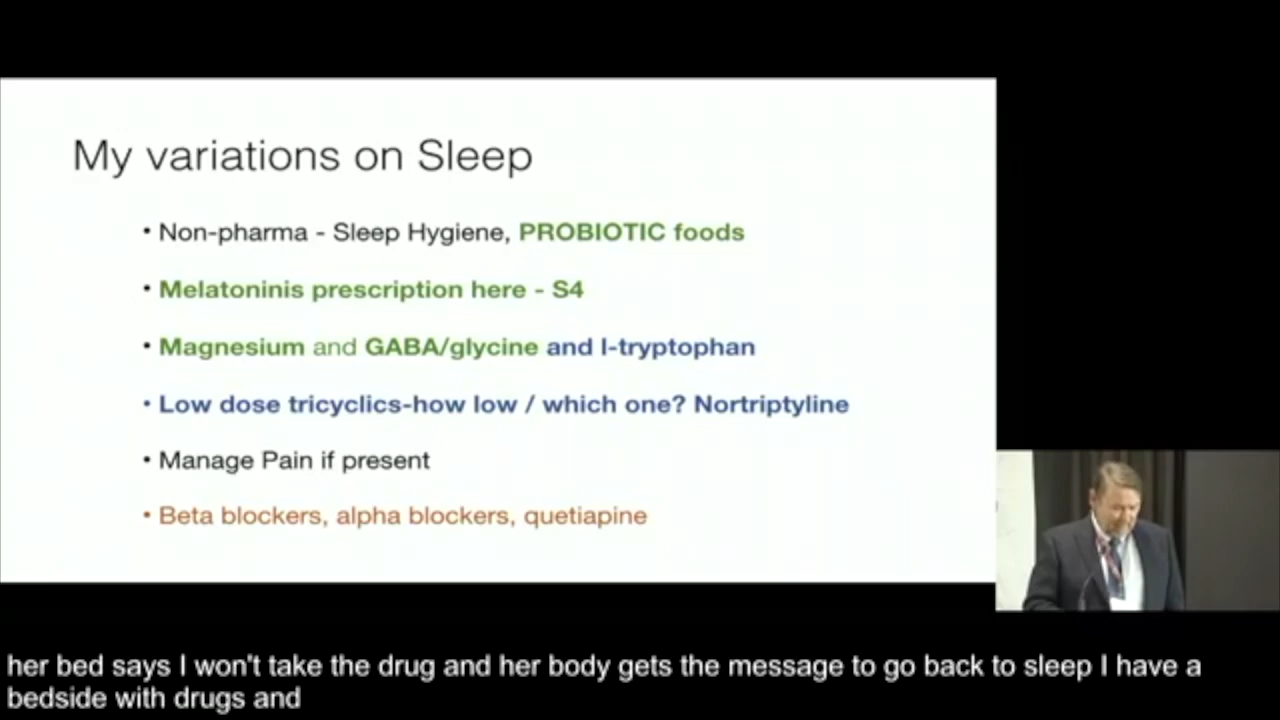 My variations on Sleep
• Non-pharma - Sleep Hygiene, PROBIOTIC foods
• Melatoninis prescription here - S4
• Magnesium and GABA/glycine and l-tryptophan
• Low dose tricyclics-how low / which one? Nortriptyline
• Manage Pain if present
• Beta blockers, alpha blockers, quetiapine
her bed says I won't take the drug and her body gets the message to go back to sleep I have a
bedside with drugs and